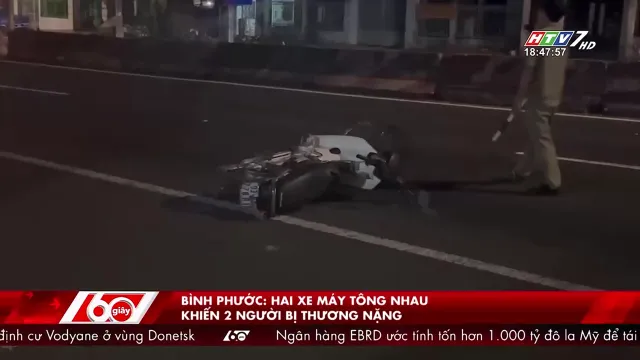 HTV7 HD
18:47:57
60 giây
BÌNH PHƯỚC: HAI XE MÁY TÔNG NHAU
KHIẾN 2 NGƯỜI BỊ THƯƠNG NẶNG
định cư Vodyane ở vùng Donetsk 60 Ngân hàng EBRD ước tính tốn hơn 1.000 tỷ đô la Mỹ để tái